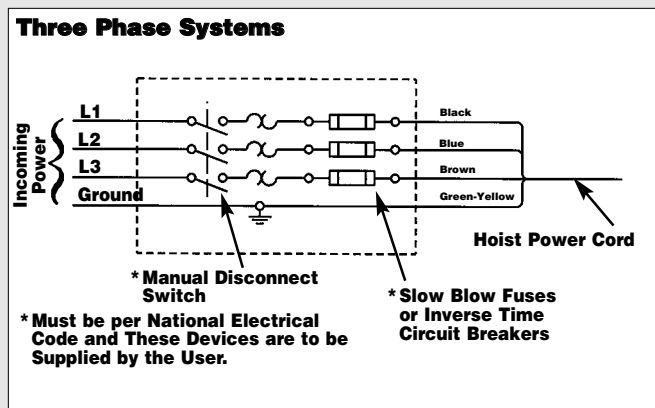 Three Phase Systems
Incoming
Power
L1
L2
L3
Ground
Black
Blue
Brown
Green-Yellow
Hoist Power Cord
*Manual Disconnect
Switch
*Slow Blow Fuses
or Inverse Time
Circuit Breakers
*Must be per National Electrical
Code and These Devices are to be
Supplied by the User.